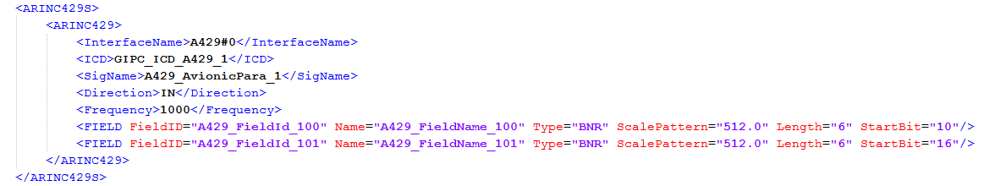 <ARINC429S>
<ARINC429>
<InterfaceName>A429#0</InterfaceName>
<ICD>GIPC_ICD_A429_1</ICD>
<SigName>A429_AvionicPara_1</SigName>
<Direction>IN</Direction>
<Frequency>1000</Frequency>
<FIELD FieldID="A429_FieldId_100" Name="A429_FieldName_100" Type="BNR" ScalePattern="512.0" Length="6" StartBit="10"/>
<FIELD FieldID="A429_FieldId_101" Name="A429_FieldName_101" Type="BNR" ScalePattern="512.0" Length="6" StartBit="16"/>
</ARINC429>
</ARINC429S>